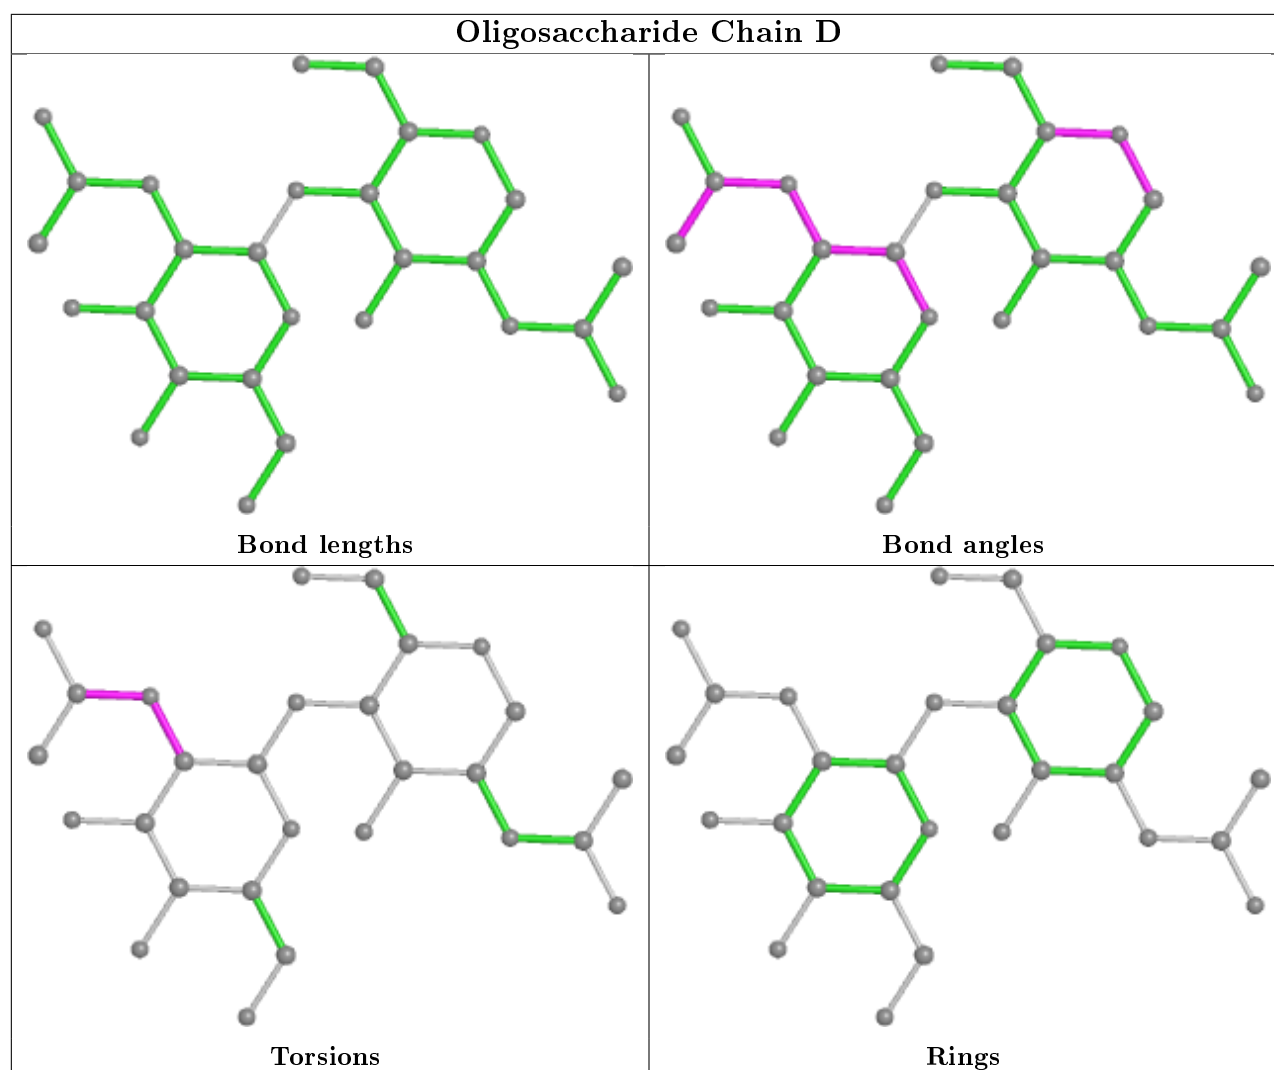 Oligosaccharide Chain D
Bond lengths
Bond angles
Torsions
Rings